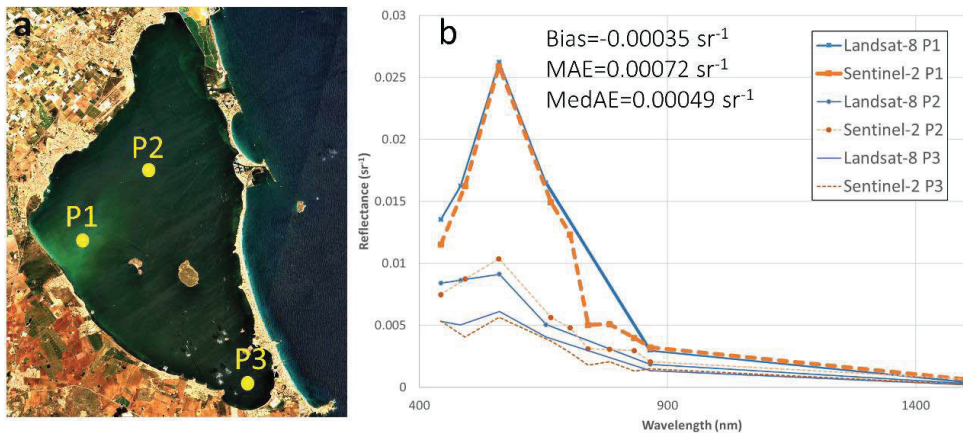 a
P2
P1
P3
b
Bias=-0.00035 sr-1
MAE=0.00072 sr-1
MedAE=0.00049 sr-1
Landsat-8 P1
Sentinel-2 P1
Landsat-8 P2
Sentinel-2 P2
Landsat-8 P3
Sentinel-2 P3
0.03
0.025
0.02
0.015
0.01
0.005
0
Reflectance (sr-1)
400
900
1400
Wavelength (nm)